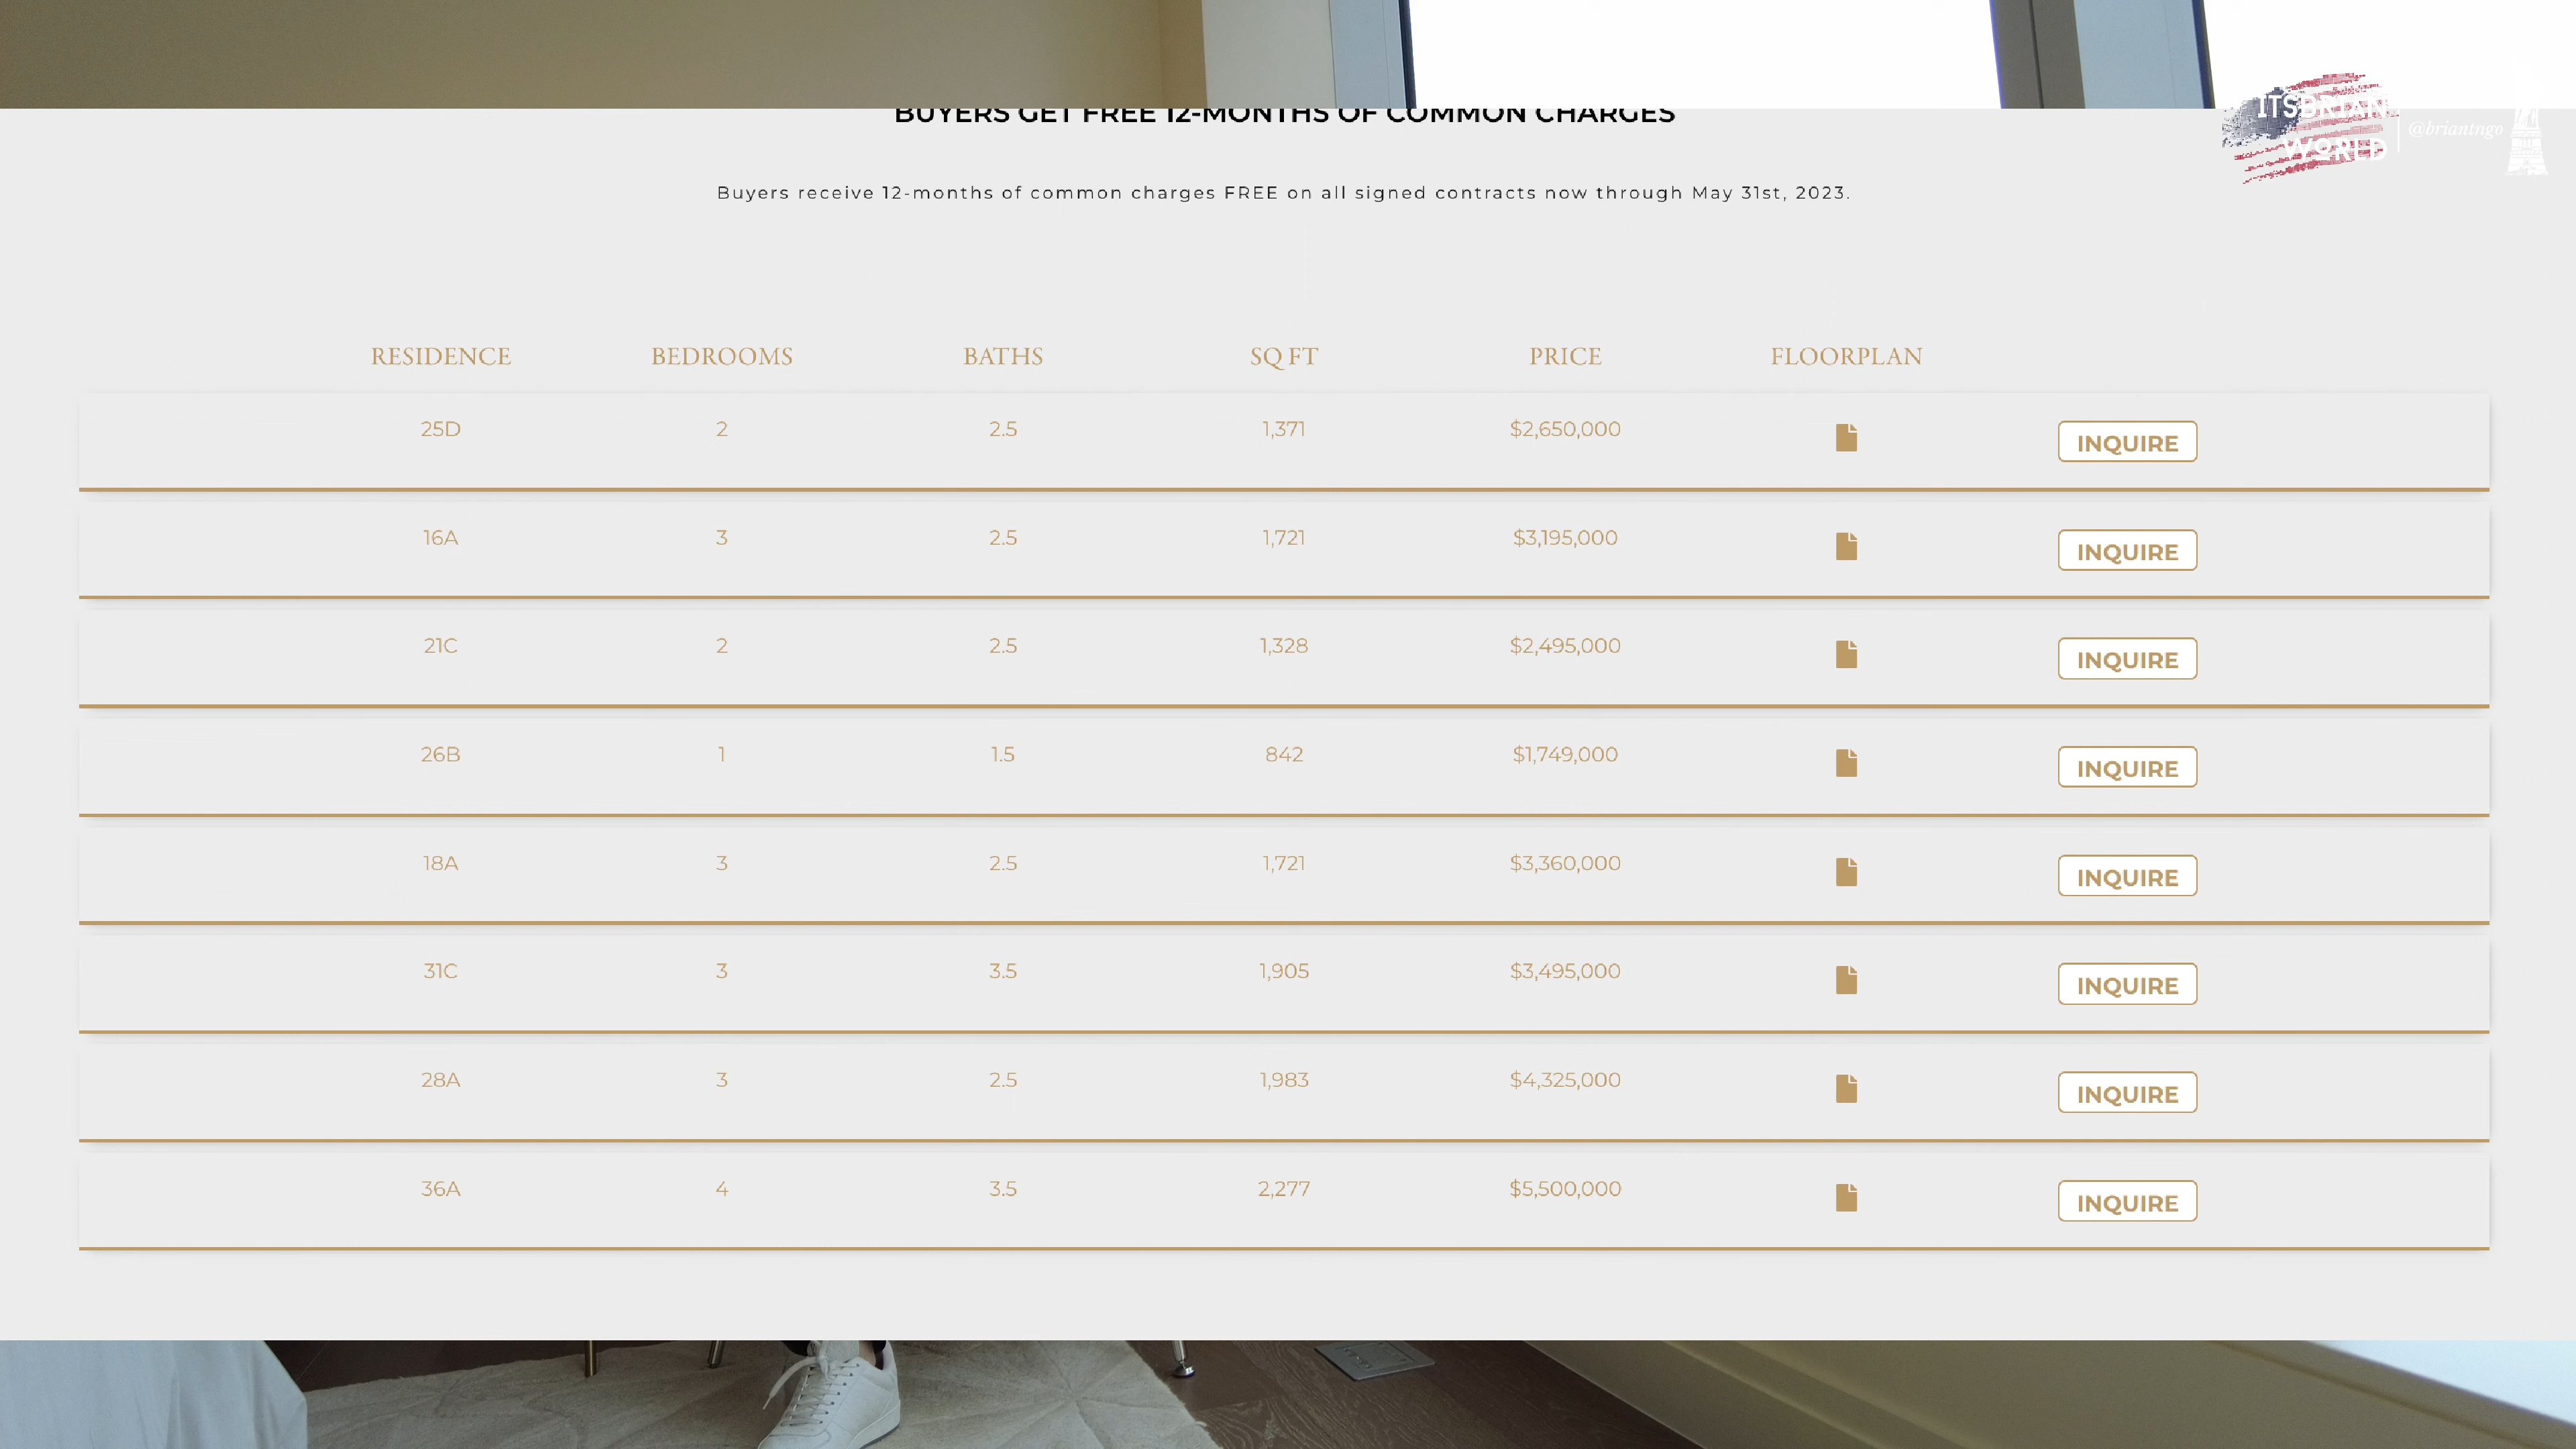 BUYERS GET FREE 12-MONTHS OF COMMON CHARGES
ITSBRIAN
WORLD
@briantngo
Buyers receive 12-months of common charges FREE on all signed contracts now through May 31st, 2023.
RESIDENCE BEDROOMS BATHS SQ FT PRICE FLOORPLAN
25D 2 2.5 1,371 $2,650,000 INQUIRE
16A 3 2.5 1,721 $3,195,000 INQUIRE
21C 2 2.5 1,328 $2,495,000 INQUIRE
26B 1 1.5 842 $1,749,000 INQUIRE
18A 3 2.5 1,721 $3,360,000 INQUIRE
31C 3 3.5 1,905 $3,495,000 INQUIRE
28A 3 2.5 1,983 $4,325,000 INQUIRE
36A 4 3.5 2,277 $5,500,000 INQUIRE